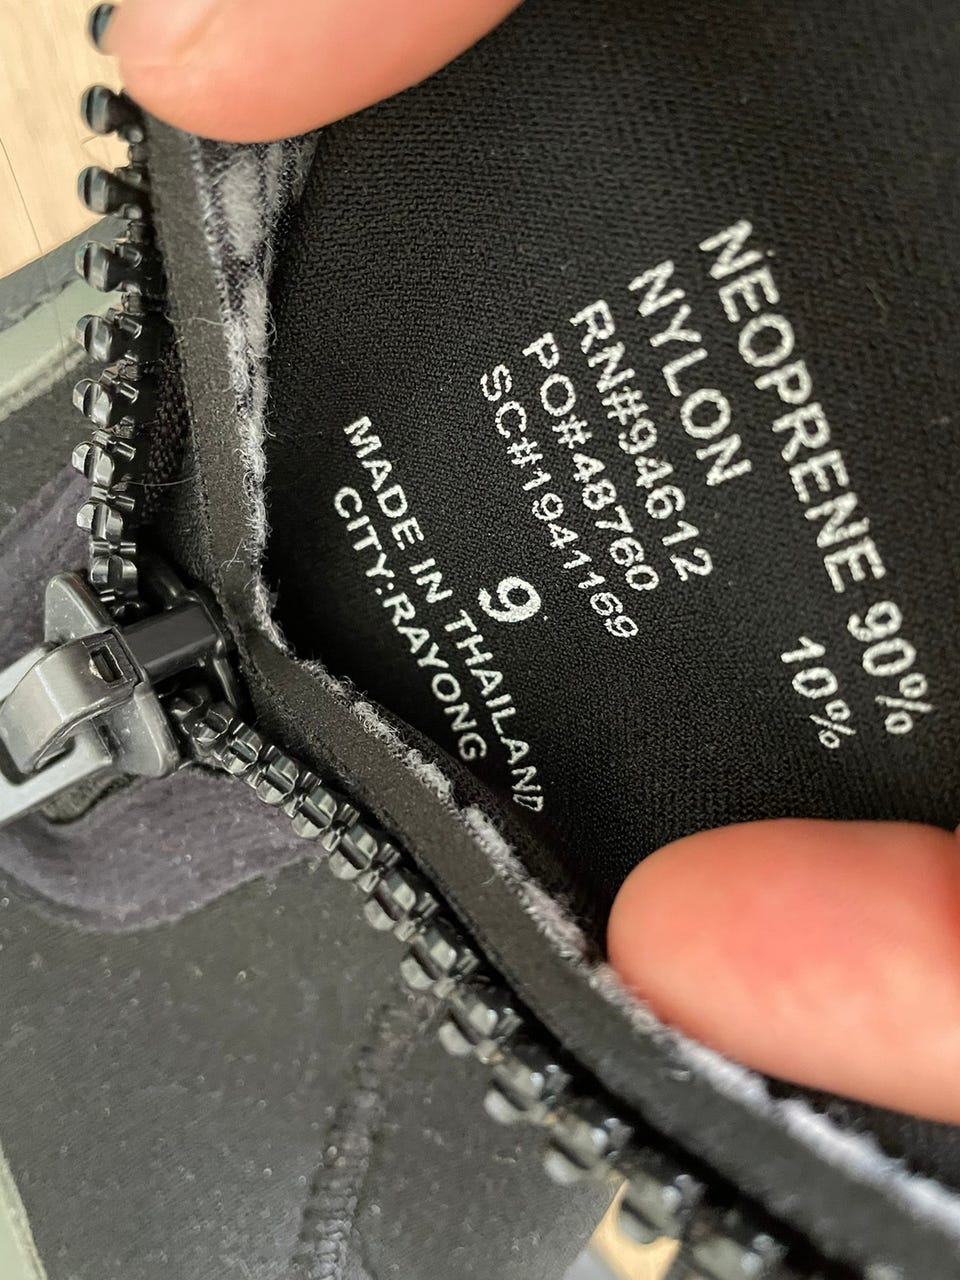 NEOPRENE 90%
NYLON 10%
RN#94612
PO#48760
SC#1941169
9
MADE IN THAILAND
CITY:RAYONG